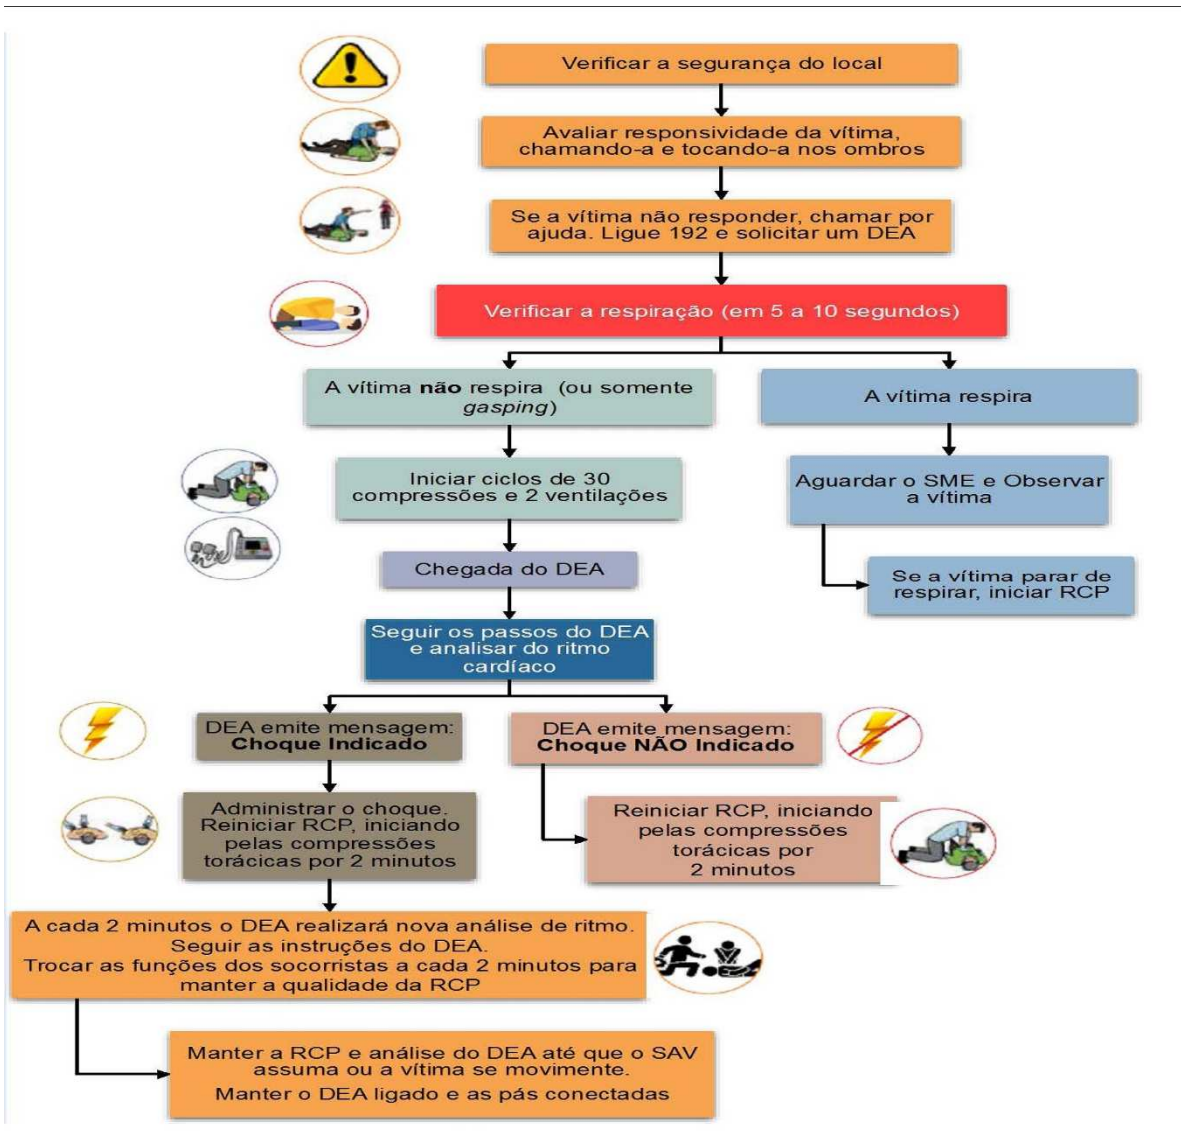 Verificar a segurança do local
Avaliar responsividade da vítima,
chamando-a e tocando-a nos ombros
Se a vítima não responder, chamar por
ajuda. Ligue 192 e solicitar um DEA
Verificar a respiração (em 5 a 10 segundos)
A vítima não respira (ou somente
gasping)
A vítima respira
Iniciar ciclos de 30
compressões e 2 ventilações
Aguardar o SME e Observar
a vítima
Chegada do DEA
Se a vítima parar de
respirar, iniciar RCP
Seguir os passos do DEA
e analisar do ritmo
cardíaco
DEA emite mensagem:
Choque Indicado
DEA emite mensagem:
Choque NÃO Indicado
Administrar o choque.
Reiniciar RCP, iniciando
pelas compressões
torácicas por 2 minutos
Reiniciar RCP, iniciando
pelas compressões
torácicas por
2 minutos
A cada 2 minutos o DEA realizará nova análise de ritmo.
Seguir as instruções do DEA.
Trocar as funções dos socorristas a cada 2 minutos para
manter a qualidade da RCP
Manter a RCP e análise do DEA até que o SAV
assuma ou a vítima se movimente.
Manter o DEA ligado e as pás conectadas